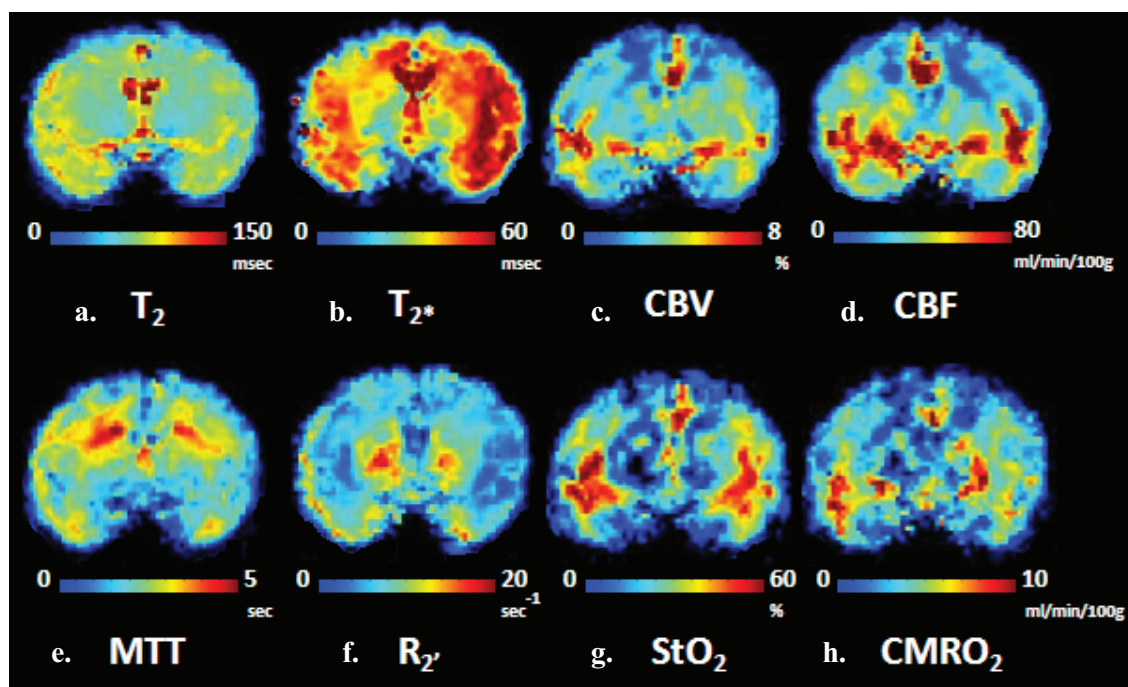 0 150 0 60 0 8 0 80
msec msec % ml/min/100g
a. T₂ b. T₂* c. CBV d. CBF
0 5 0 20 0 60 0 10
sec sec⁻¹ % ml/min/100g
e. MTT f. R₂' g. StO₂ h. CMRO₂